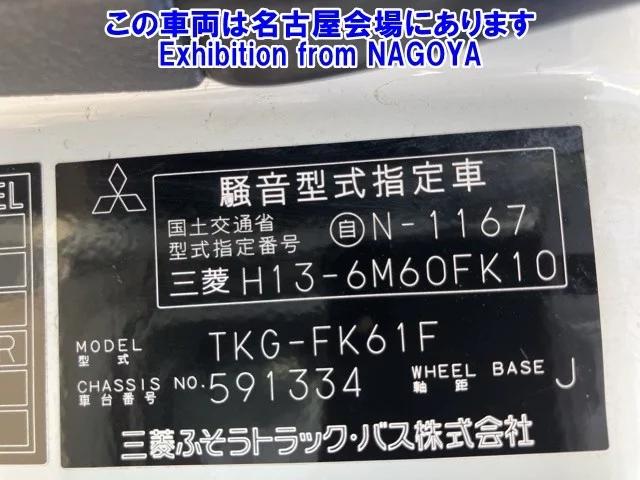 この車両は名古屋会場にあります
Exhibition from NAGOYA
EL
騒音型式指定車
国土交通省
型式指定番号 自N-1167
三菱 H13-6M60FK10
R
MODEL
型式 TKG-FK61F
CHASSIS NO.
車台番号 591334
WHEEL BASE
軸距 J
三菱ふそうトラック・バス株式会社